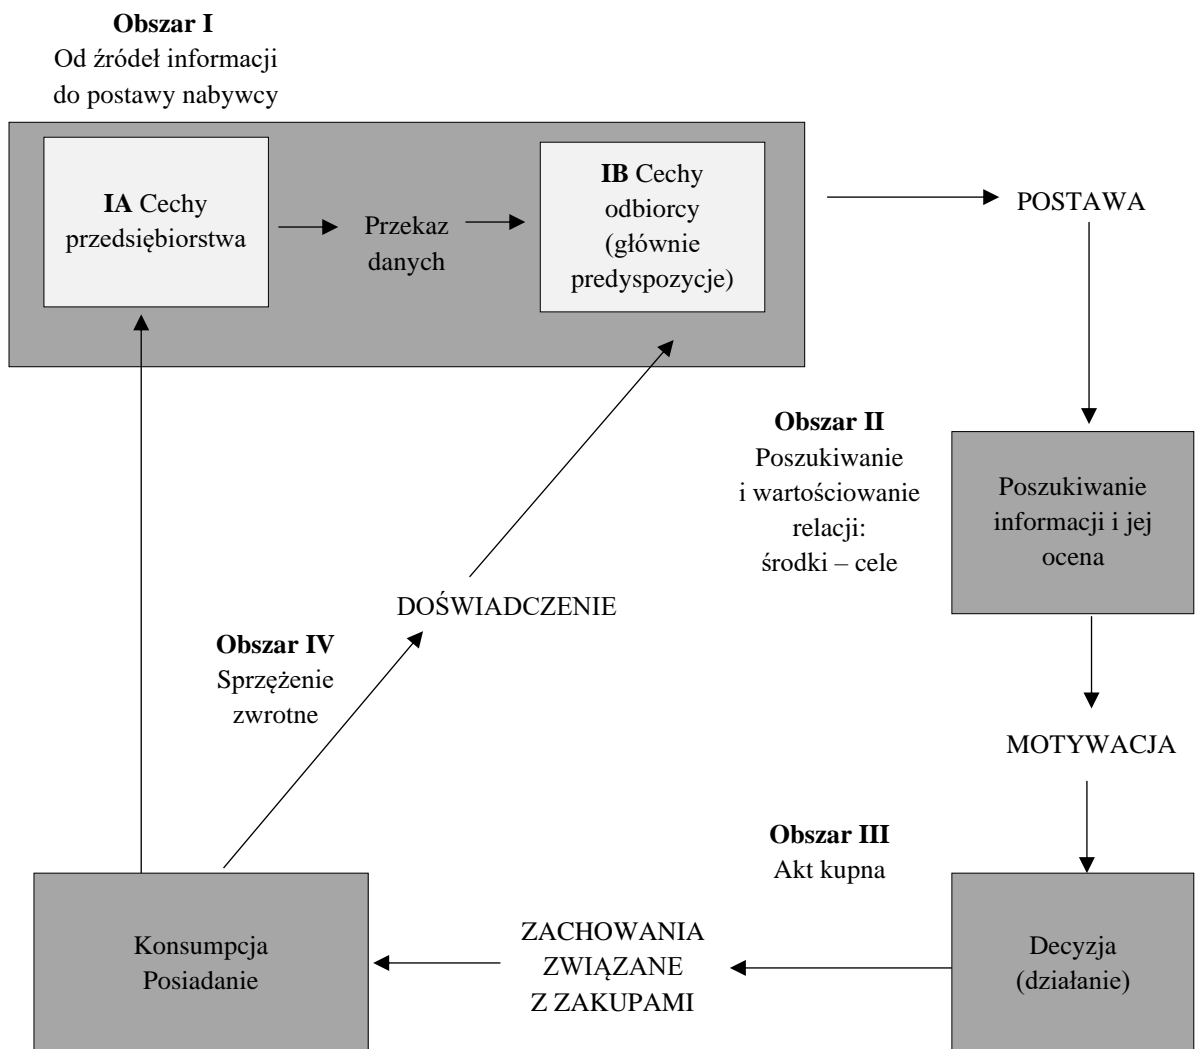 Obszar I
Od źródeł informacji
do postawy nabywcy
IA Cechy
przedsiębiorstwa
Przekaz
danych
IB Cechy
odbiorcy
(głównie
predyspozycje)
POSTAWA
Obszar II
Poszukiwanie
i wartościowanie
relacji:
środki – cele
Poszukiwanie
informacji i jej
ocena
DOŚWIADCZENIE
Obszar IV
Sprzężenie
zwrotne
MOTYWACJA
Obszar III
Akt kupna
Konsumpcja
Posiadanie
ZACHOWANIA
ZWIĄZANE
Z ZAKUPAMI
Decyzja
(działanie)